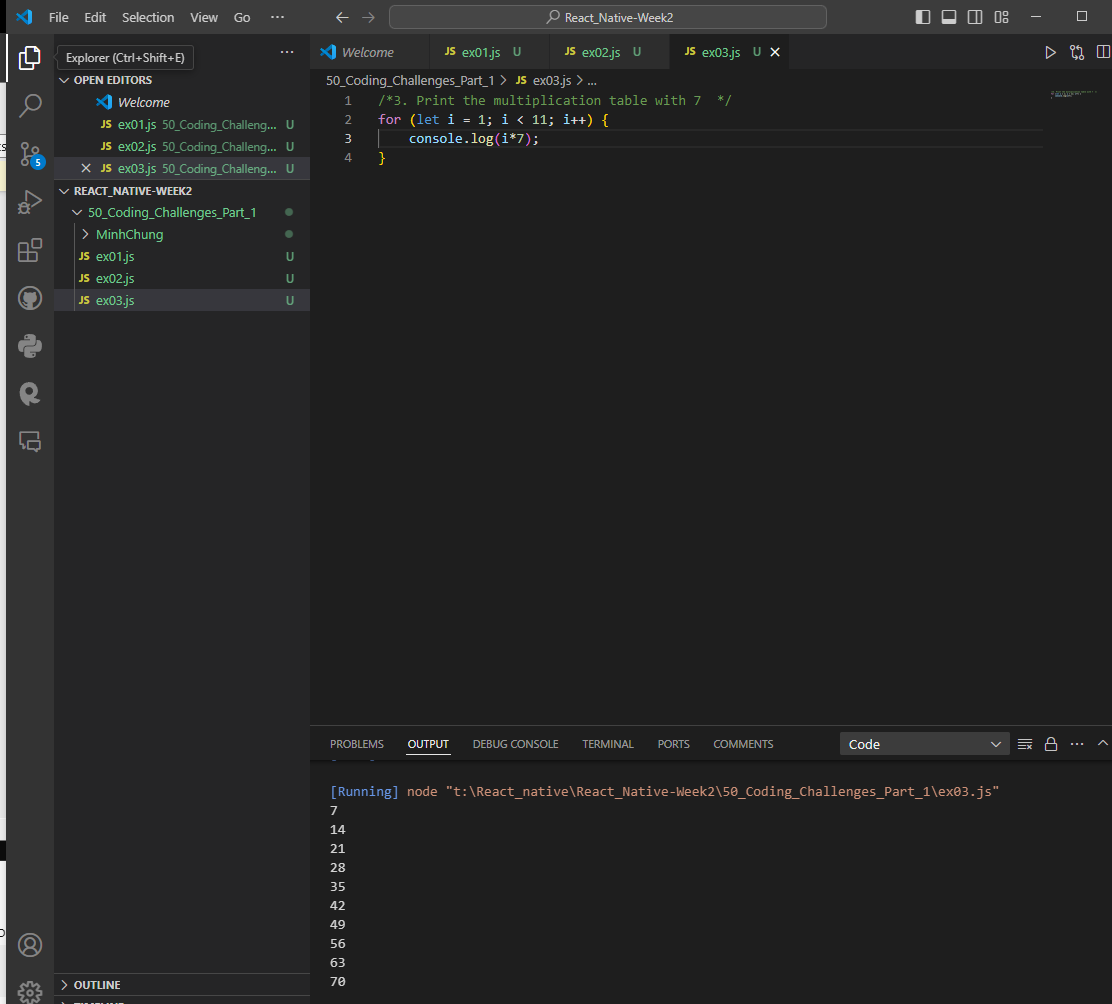 File Edit Selection View Go ··· React_Native-Week2
Explorer (Ctrl+Shift+E) ···
OPEN EDITORS
Welcome
JS ex01.js 50_Coding_Challeng... U
JS ex02.js 50_Coding_Challeng... U
JS ex03.js 50_Coding_Challeng... U
REACT_NATIVE-WEEK2
50_Coding_Challenges_Part_1
MinhChung
JS ex01.js U
JS ex02.js U
JS ex03.js U
5
OUTLINE
Welcome JS ex01.js U JS ex02.js U JS ex03.js U
50_Coding_Challenges_Part_1 > JS ex03.js > ...
1 /*3. Print the multiplication table with 7 */
2 for (let i = 1; i < 11; i++) {
3 console.log(i*7);
4 }
PROBLEMS OUTPUT DEBUG CONSOLE TERMINAL PORTS COMMENTS Code ···
[Running] node "t:\React_native\React_Native-Week2\50_Coding_Challenges_Part_1\ex03.js"
7
14
21
28
35
42
49
56
63
70